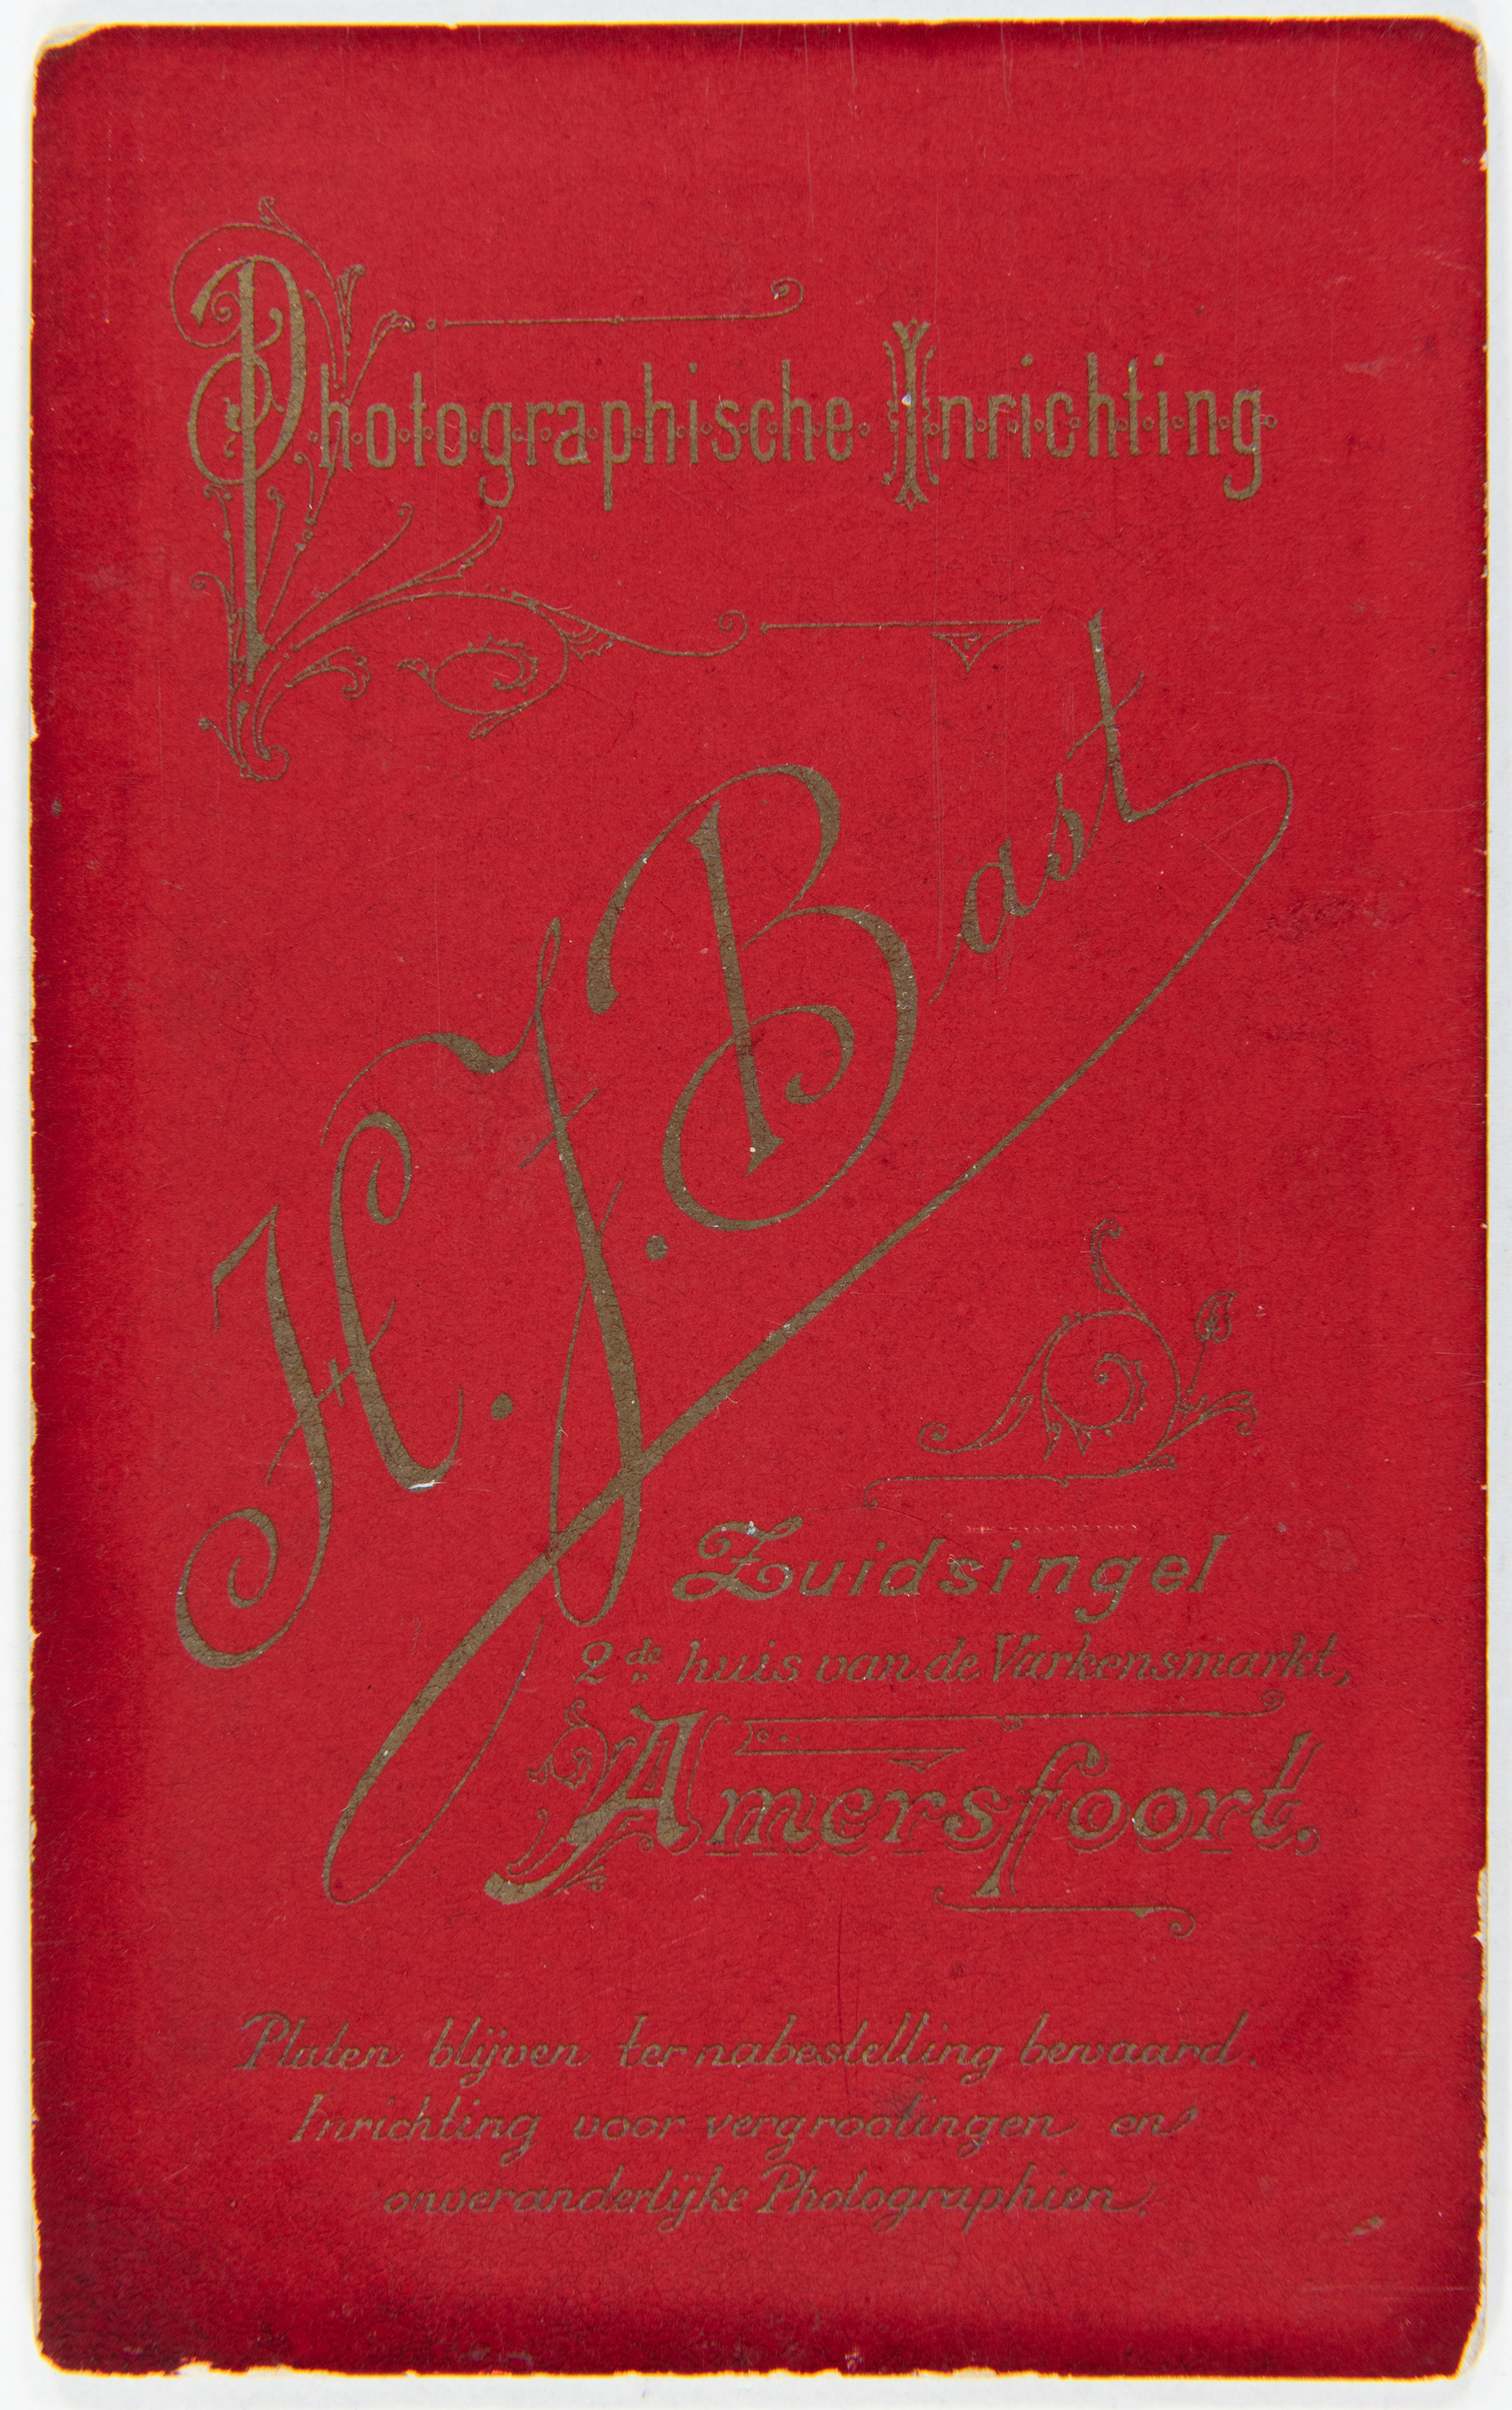 Photographische Inrichting
H. J. Bast
Zuidsingel
2de huis van de Varkensmarkt,
Amersfoort.
Platen blijven ter nabestelling bewaard.
Inrichting voor vergrootingen en
onveranderlijke Photographien.